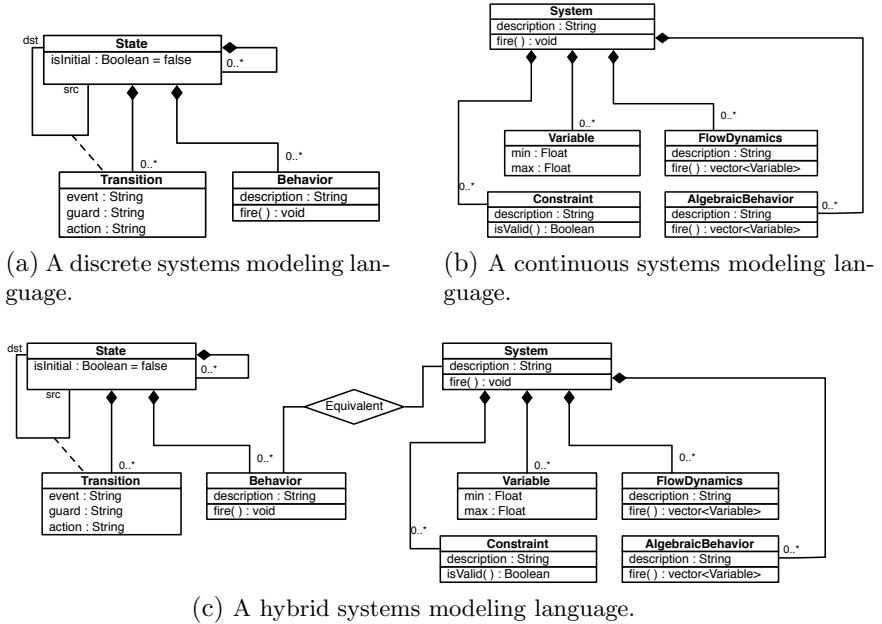 State
isInitial : Boolean = false
dst
src
0..*
0..*
0..*
Transition
event : String
guard : String
action : String
Behavior
description : String
fire( ) : void
(a) A discrete systems modeling lan-
guage.
System
description : String
fire( ) : void
0..*
0..*
0..*
0..*
Variable
min : Float
max : Float
FlowDynamics
description : String
fire( ) : vector<Variable>
Constraint
description : String
isValid( ) : Boolean
AlgebraicBehavior
description : String
fire( ) : vector<Variable>
(b) A continuous systems modeling lan-
guage.
State
isInitial : Boolean = false
dst
src
0..*
0..*
0..*
Transition
event : String
guard : String
action : String
Behavior
description : String
fire( ) : void
Equivalent
System
description : String
fire( ) : void
0..*
0..*
0..*
0..*
Variable
min : Float
max : Float
FlowDynamics
description : String
fire( ) : vector<Variable>
Constraint
description : String
isValid( ) : Boolean
AlgebraicBehavior
description : String
fire( ) : vector<Variable>
(c) A hybrid systems modeling language.